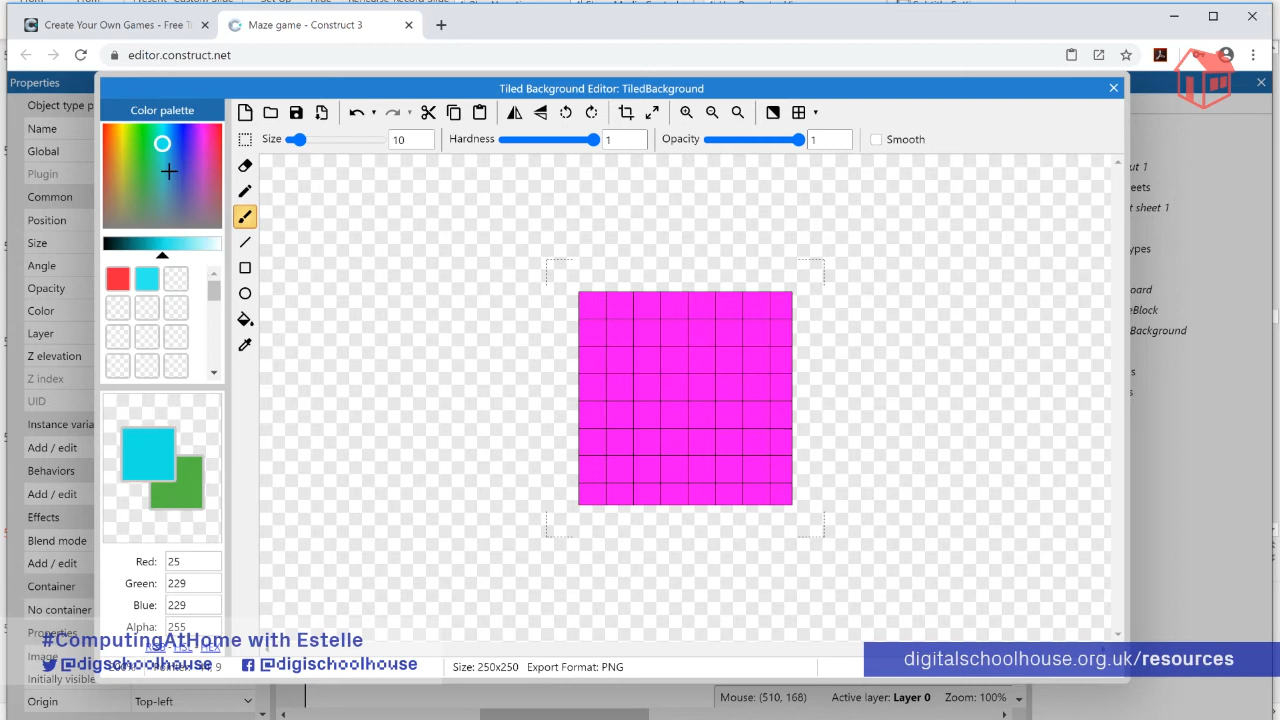 Create Your Own Games - Free T
Maze game - Construct 3
editor.construct.net
Properties
Tiled Background Editor: TiledBackground
Color palette
Object type p
Name
Global
Plugin
Common
Position
Size
Angle
Opacity
Color
Layer
Z elevation
Z index
UID
Instance varia
Add / edit
Behaviors
Add / edit
Effects
Blend mode
Add / edit
Container
No container
Properties
Image
Initially visible
Origin
Top-left
Size 10
Hardness 1
Opacity 1
Smooth
Red: 25
Green: 229
Blue: 229
Alpha: 255
RGB - HSL - HEX
ut 1
eets
t sheet 1
ypes
oard
eBlock
Background
#ComputingAtHome with Estelle
@digschoolhouse
@digischoolhouse
Size: 250x250 Export Format: PNG
digitalschoolhouse.org.uk/resources
Mouse: (510, 168)
Active layer: Layer 0
Zoom: 100%